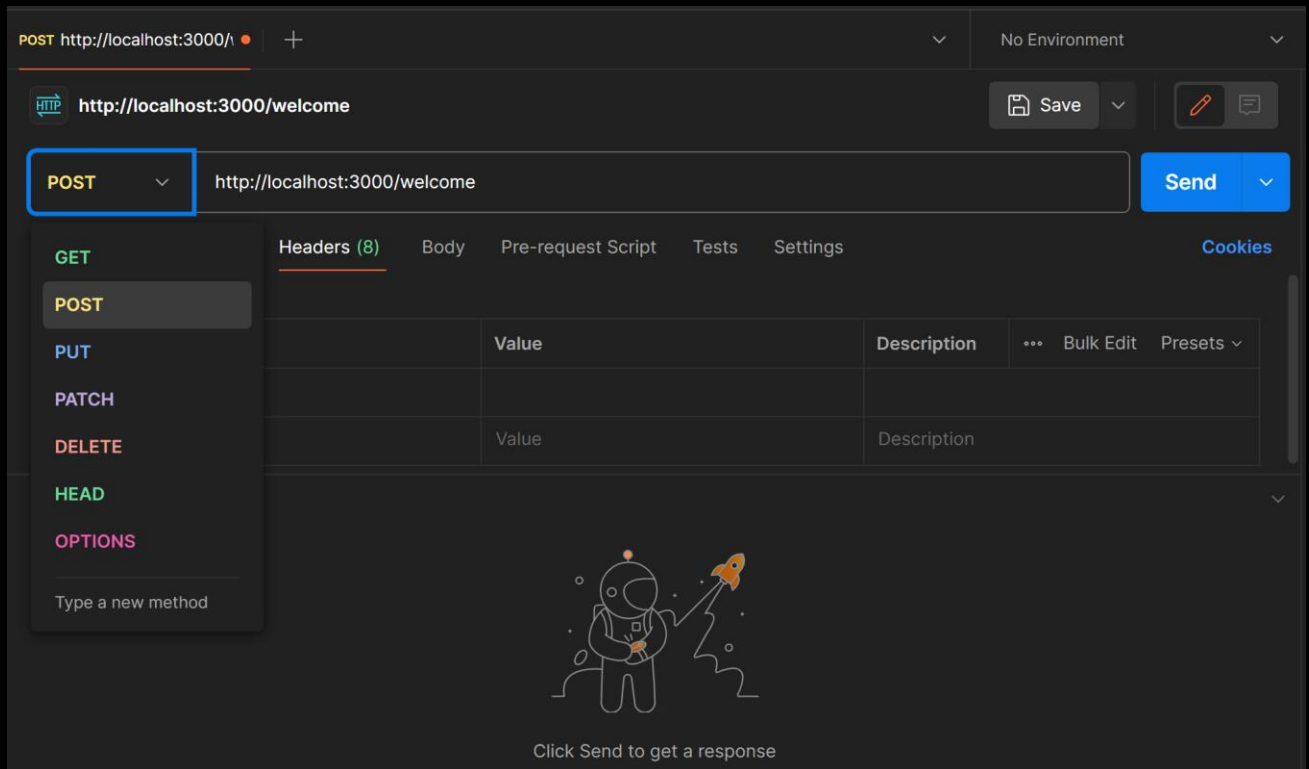 POST http://localhost:3000/ No Environment
HTTP http://localhost:3000/welcome Save
POST http://localhost:3000/welcome Send
Headers (8) Body Pre-request Script Tests Settings Cookies
GET
POST
PUT
PATCH
DELETE
HEAD
OPTIONS
Type a new method
Value Description Bulk Edit Presets
Value Description
Click Send to get a response